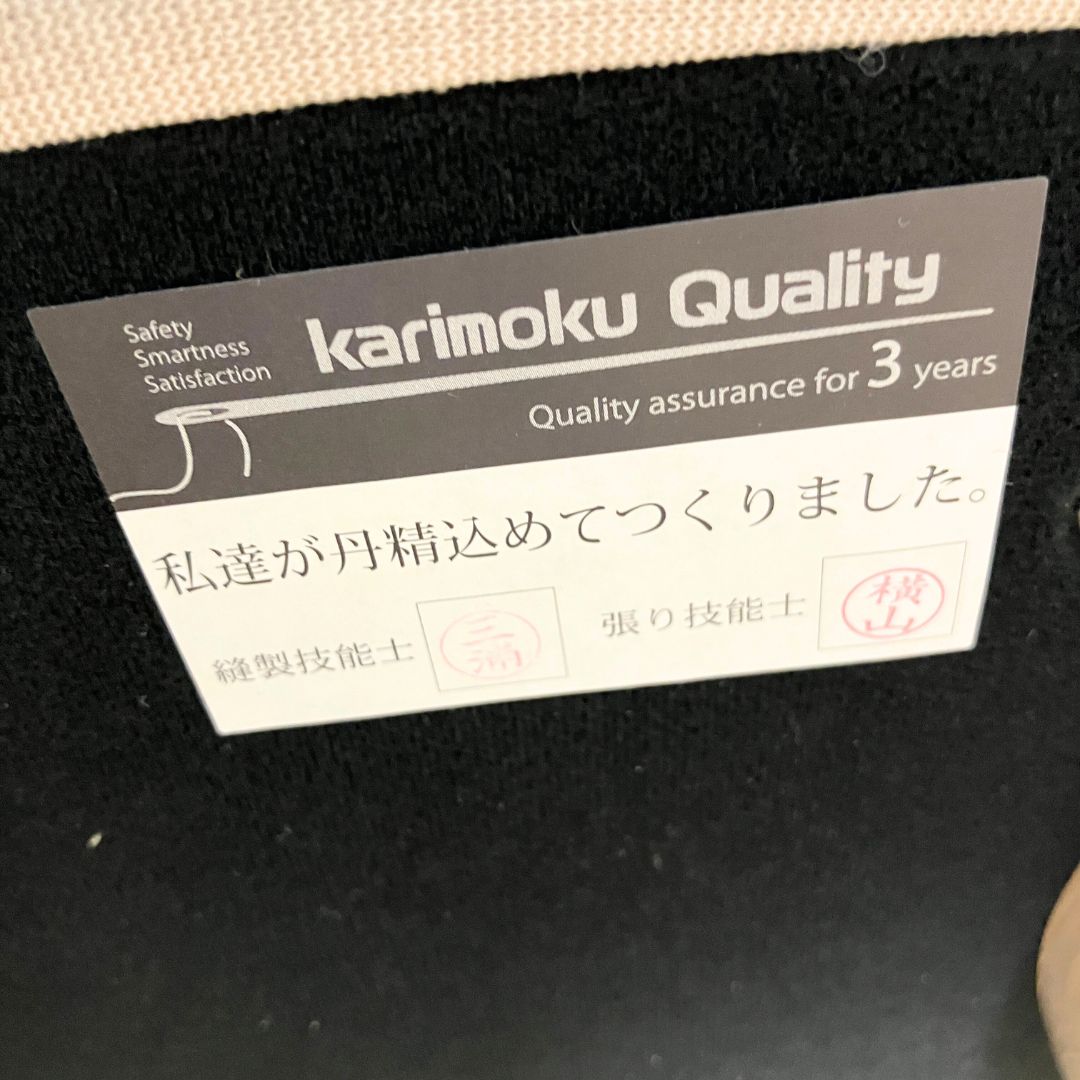 Safety
Smartness
Satisfaction
karimoku Quality
Quality assurance for 3 years
私達が丹精込めてつくりました。
縫製技能士
三涌
張り技能士
横山